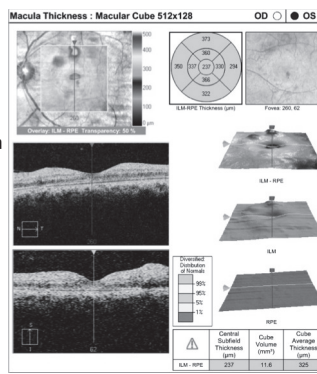 Macula Thickness : Macular Cube 512x128 OD OS
500
400
300
200
100
0 µm
Overlay: ILM - RPE Transparency: 50 %
373
360
350 337 237 330 294
366
322
ILM-RPE Thickness (µm)
Fovea: 260, 62
ILM - RPE
N T
ILM
S
62
Diversified:
Distribution
of Normals
99%
95%
5%
1%
RPE
Central Subfield Thickness (µm)
Cube Volume (mm³)
Cube Average Thickness (µm)
ILM - RPE 237 11.6 325